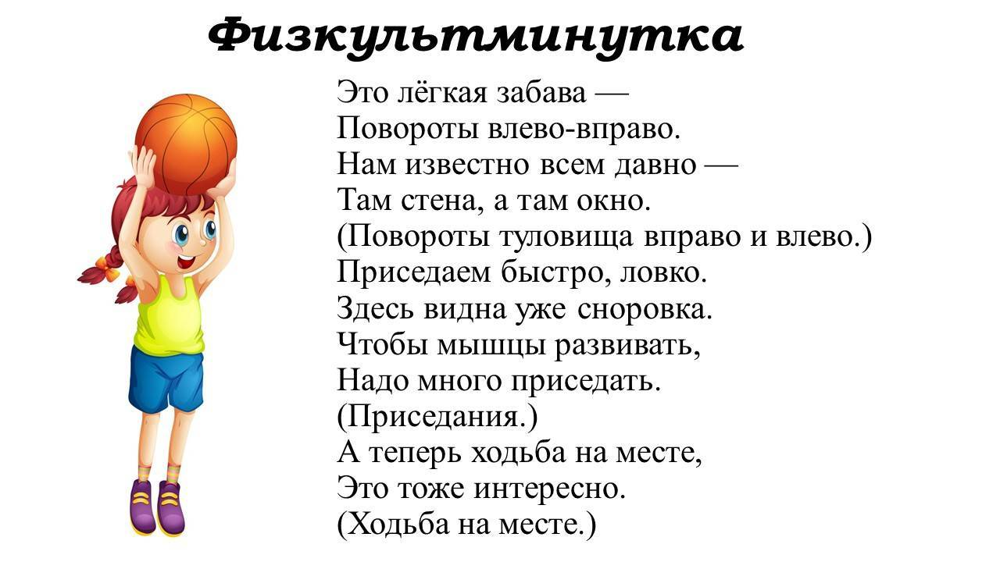 Физкультминутка
Это лёгкая забава —
Повороты влево-вправо.
Нам известно всем давно —
Там стена, а там окно.
(Повороты туловища вправо и влево.)
Приседаем быстро, ловко.
Здесь видна уже сноровка.
Чтобы мышцы развивать,
Надо много приседать.
(Приседания.)
А теперь ходьба на месте,
Это тоже интересно.
(Ходьба на месте.)